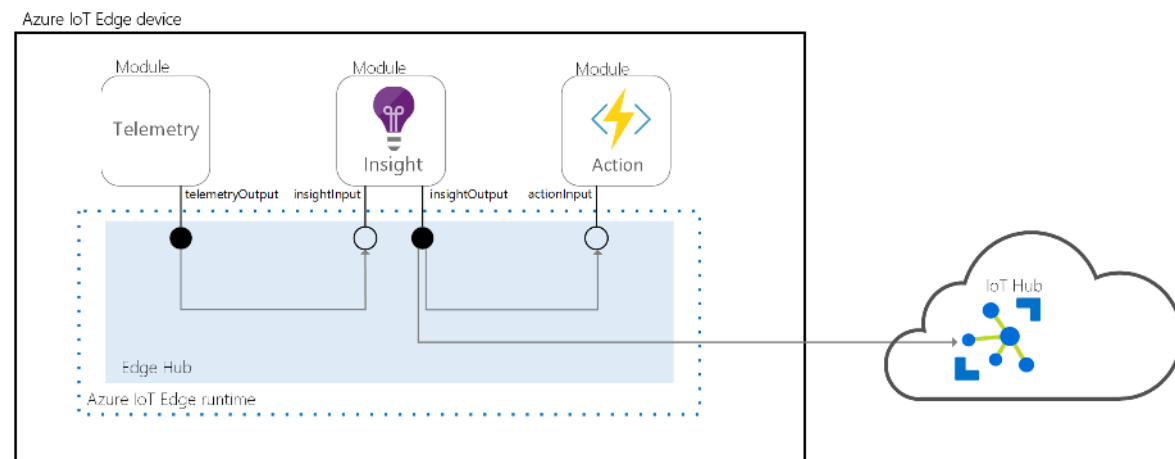 Azure IoT Edge device
Module
Module
Module
Telemetry
Insight
Action
telemetryOutput
insightInput
insightOutput
actionInput
IoT Hub
Edge Hub
Azure IoT Edge runtime